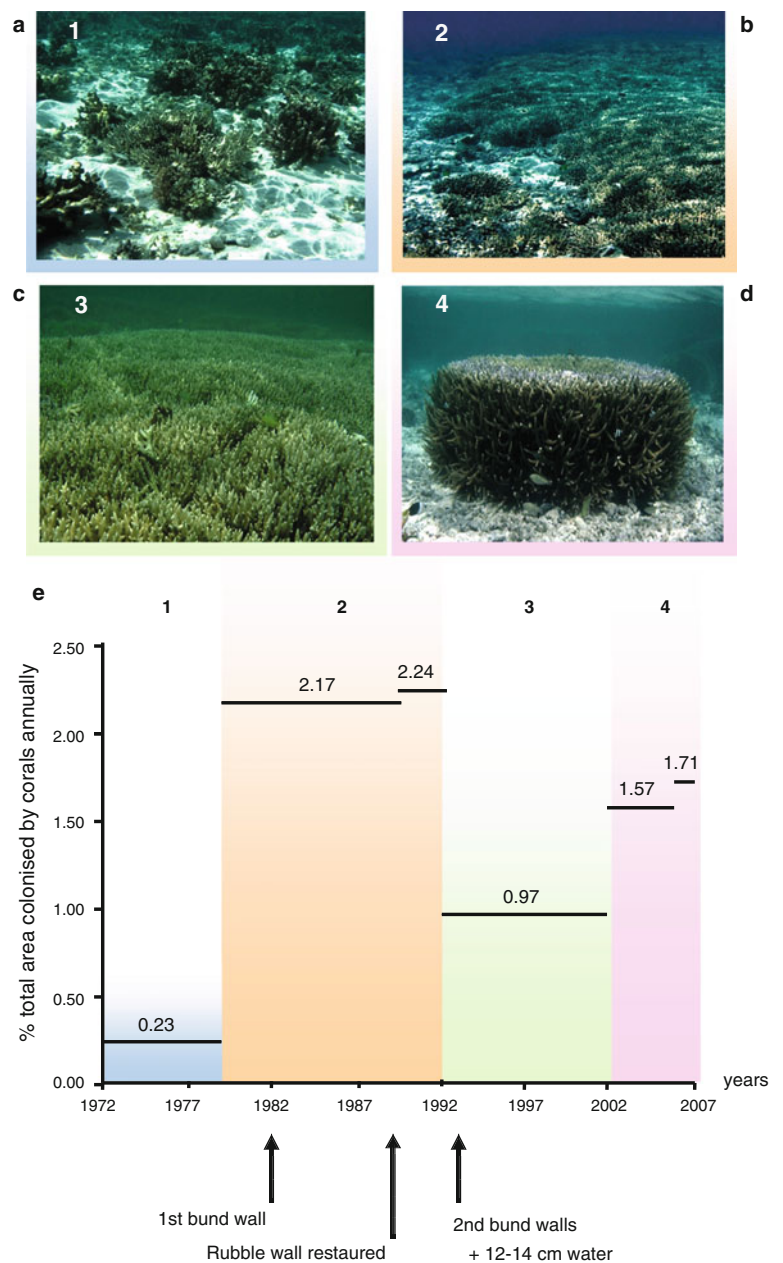 a
1
2
b
c
3
4
d
e
1
2
3
4
% total area colonised by corals annually
2.50
2.00
1.50
1.00
0.50
0.00
0.23
2.17
2.24
0.97
1.57
1.71
1972
1977
1982
1987
1992
1997
2002
2007
years
1st bund wall
Rubble wall restaured
2nd bund walls
+ 12-14 cm water